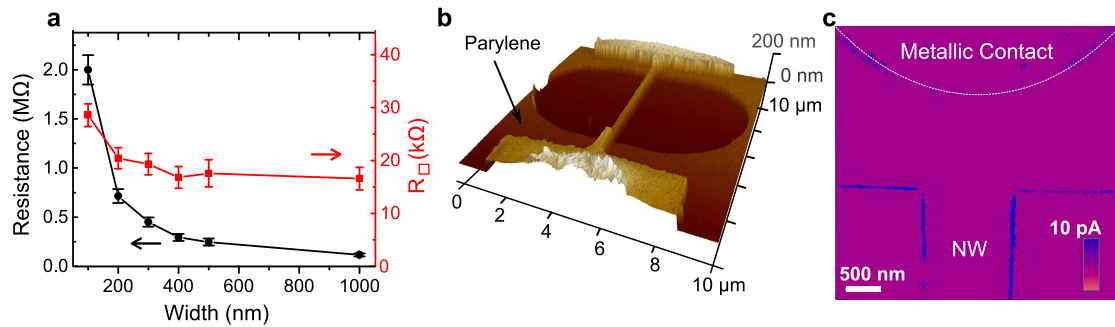 a
Resistance (MΩ)
2.0
1.5
1.0
0.5
0.0
200 400 600 800 1000
Width (nm)
40
30
20
10
0
R□ (kΩ)
b
Parylene
200 nm
0 nm
10 µm
0
2
4
6
8
10 µm
c
Metallic Contact
NW
10 pA
500 nm